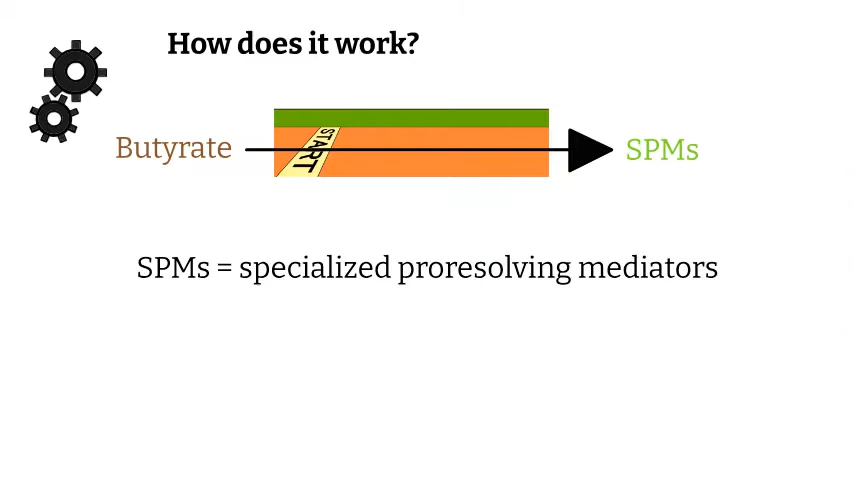 How does it work?
Butyrate
START
SPMs
SPMs = specialized proresolving mediators